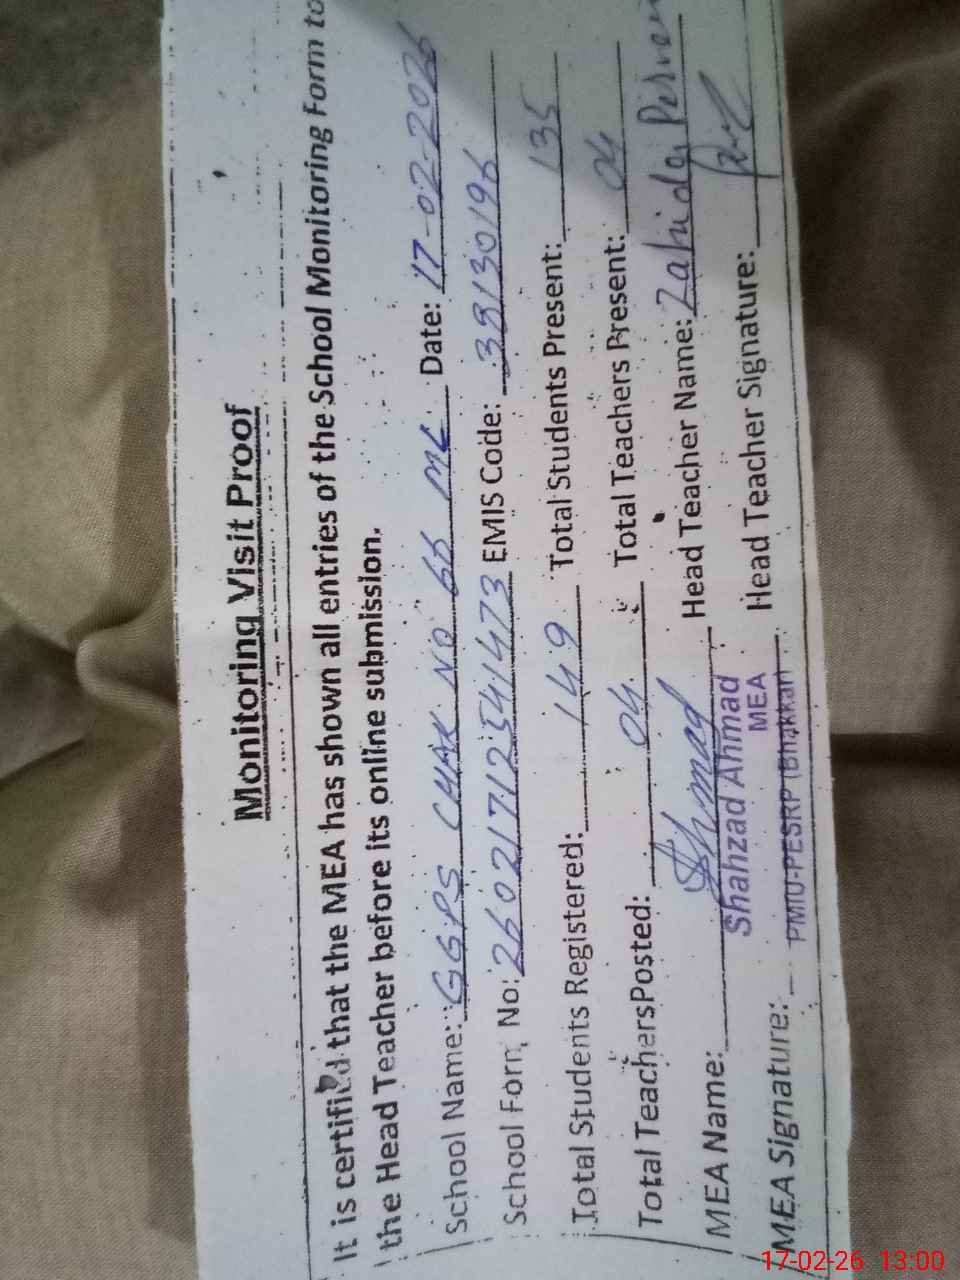 Monitoring Visit Proof
It is certified that the MEA has shown all entries of the School Monitoring Form to
the Head Teacher before its online submission.
School Name: GGPS CHAK NO 66 ML Date: 17-02-2026
School Form No: 26021712341473 EMIS Code: 38130196
Total Students Registered: 149 Total Students Present: 135
Total Teachers Posted: 04 Total Teachers Present: 04
MEA Name: Head Teacher Name: Zahida Perveen
Shahzad Ahmad
MEA
MEA Signature: Head Teacher Signature:
PMIU-PESRP (Bhakkar)
17-02-26 13:00